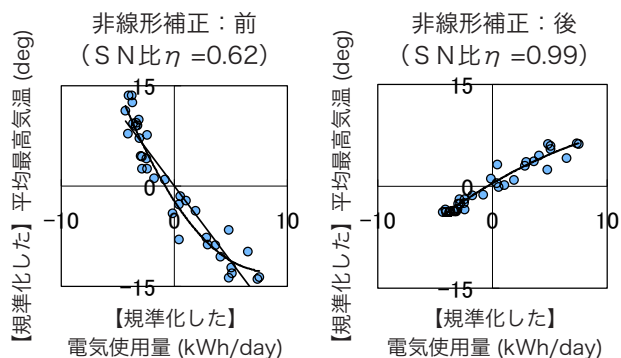 非線形補正：前
（ＳＮ比η =0.62）
【規準化した】平均最高気温 (deg)
15
0
-10
0
10
-15
【規準化した】
電気使用量 (kWh/day)
非線形補正：後
（ＳＮ比η =0.99）
【規準化した】平均最高気温 (deg)
15
0
-10
0
10
-15
【規準化した】
電気使用量 (kWh/day)